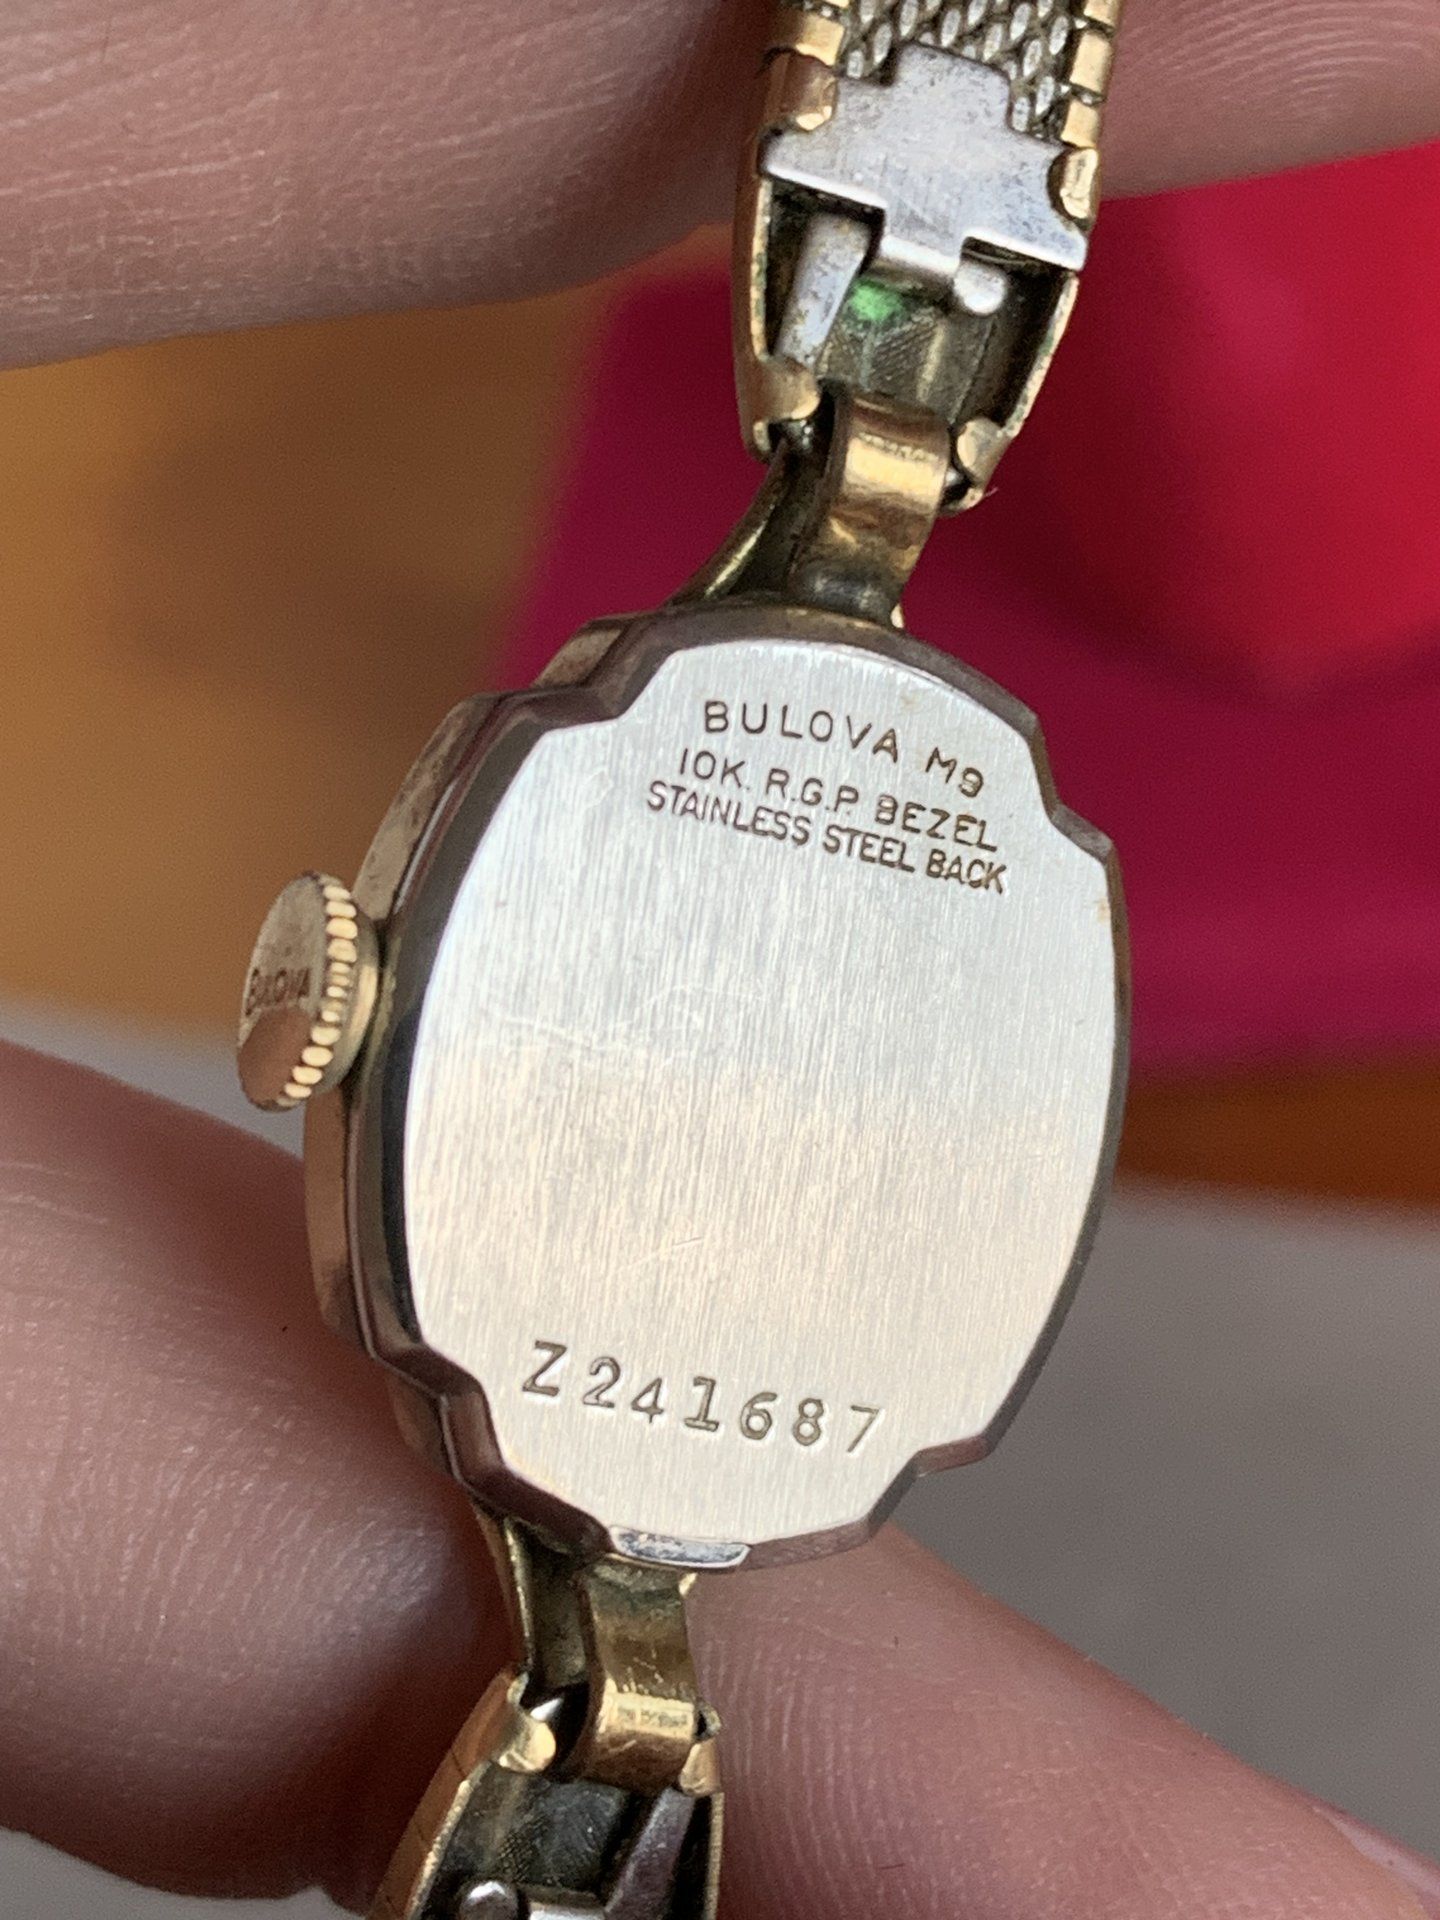 BULOVA M9
10K. R.G.P. BEZEL
STAINLESS STEEL BACK
BULOVA
Z241687